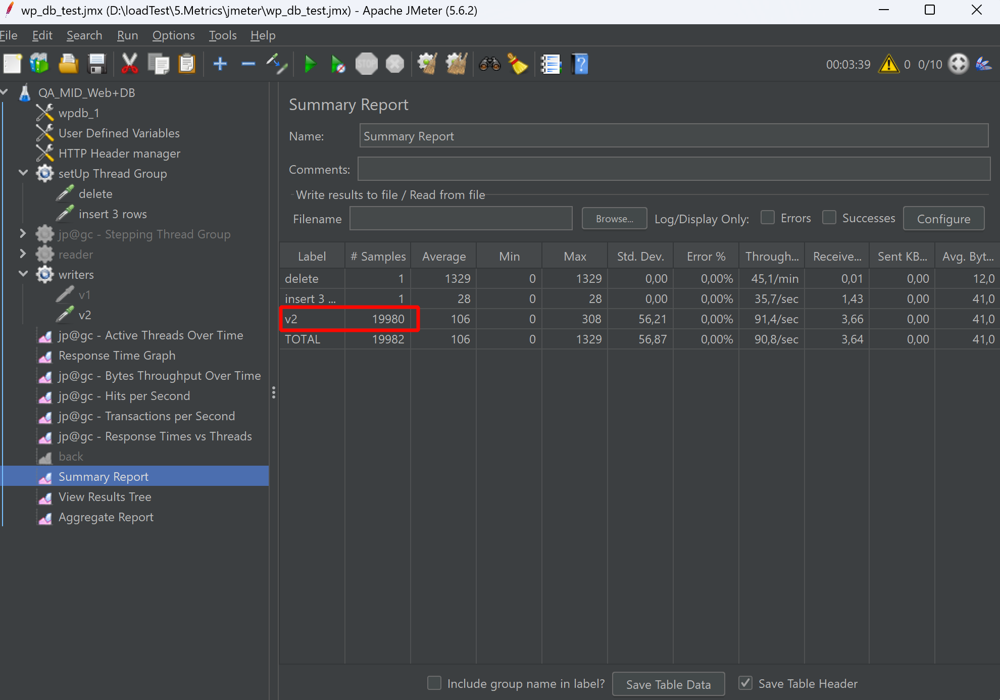 wp_db_test.jmx (D:\loadTest\5.Metrics\jmeter\wp_db_test.jmx) - Apache JMeter (5.6.2)
File Edit Search Run Options Tools Help
STOP 00:03:39 0 0/10
QA_MID_Web+DB
wpdb_1
User Defined Variables
HTTP Header manager
setUp Thread Group
delete
insert 3 rows
jp@gc - Stepping Thread Group
reader
writers
v1
v2
jp@gc - Active Threads Over Time
Response Time Graph
jp@gc - Bytes Throughput Over Time
jp@gc - Hits per Second
jp@gc - Transactions per Second
jp@gc - Response Times vs Threads
back
Summary Report
View Results Tree
Aggregate Report
Summary Report
Name: Summary Report
Comments:
Write results to file / Read from file
Filename Browse... Log/Display Only: Errors Successes Configure
Label # Samples Average Min Max Std. Dev. Error % Through... Receive... Sent KB... Avg. Byt...
delete 1 1329 0 1329 0,00 0,00% 45,1/min 0,01 0,00 12,0
insert 3 ... 1 28 0 28 0,00 0,00% 35,7/sec 1,43 0,00 41,0
v2 19980 106 0 308 56,21 0,00% 91,4/sec 3,66 0,00 41,0
TOTAL 19982 106 0 1329 56,87 0,00% 90,8/sec 3,64 0,00 41,0
Include group name in label? Save Table Data Save Table Header